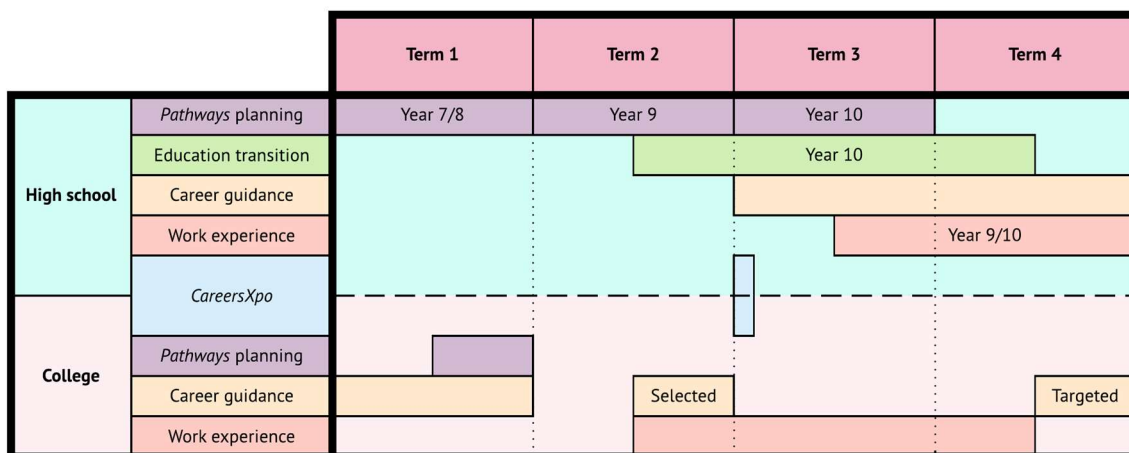 Term 1 Term 2 Term 3 Term 4
High school
Pathways planning Year 7/8 Year 9 Year 10
Education transition Year 10
Career guidance
Work experience Year 9/10
CareersXpo
College
Pathways planning
Career guidance Selected Targeted
Work experience